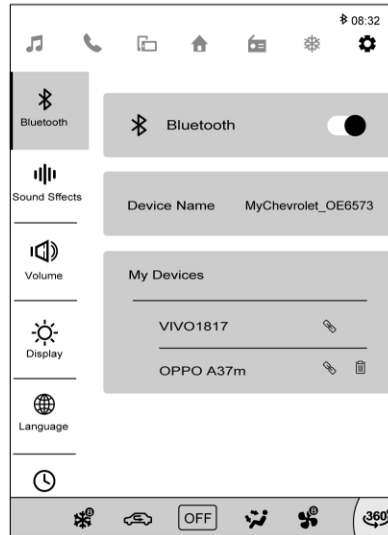 08:32
Bluetooth
Bluetooth
Sound Sffects
Device Name MyChevrolet_OE6573
Volume
My Devices
VIVO1817
Display
OPPO A37m
Language
OFF
360°